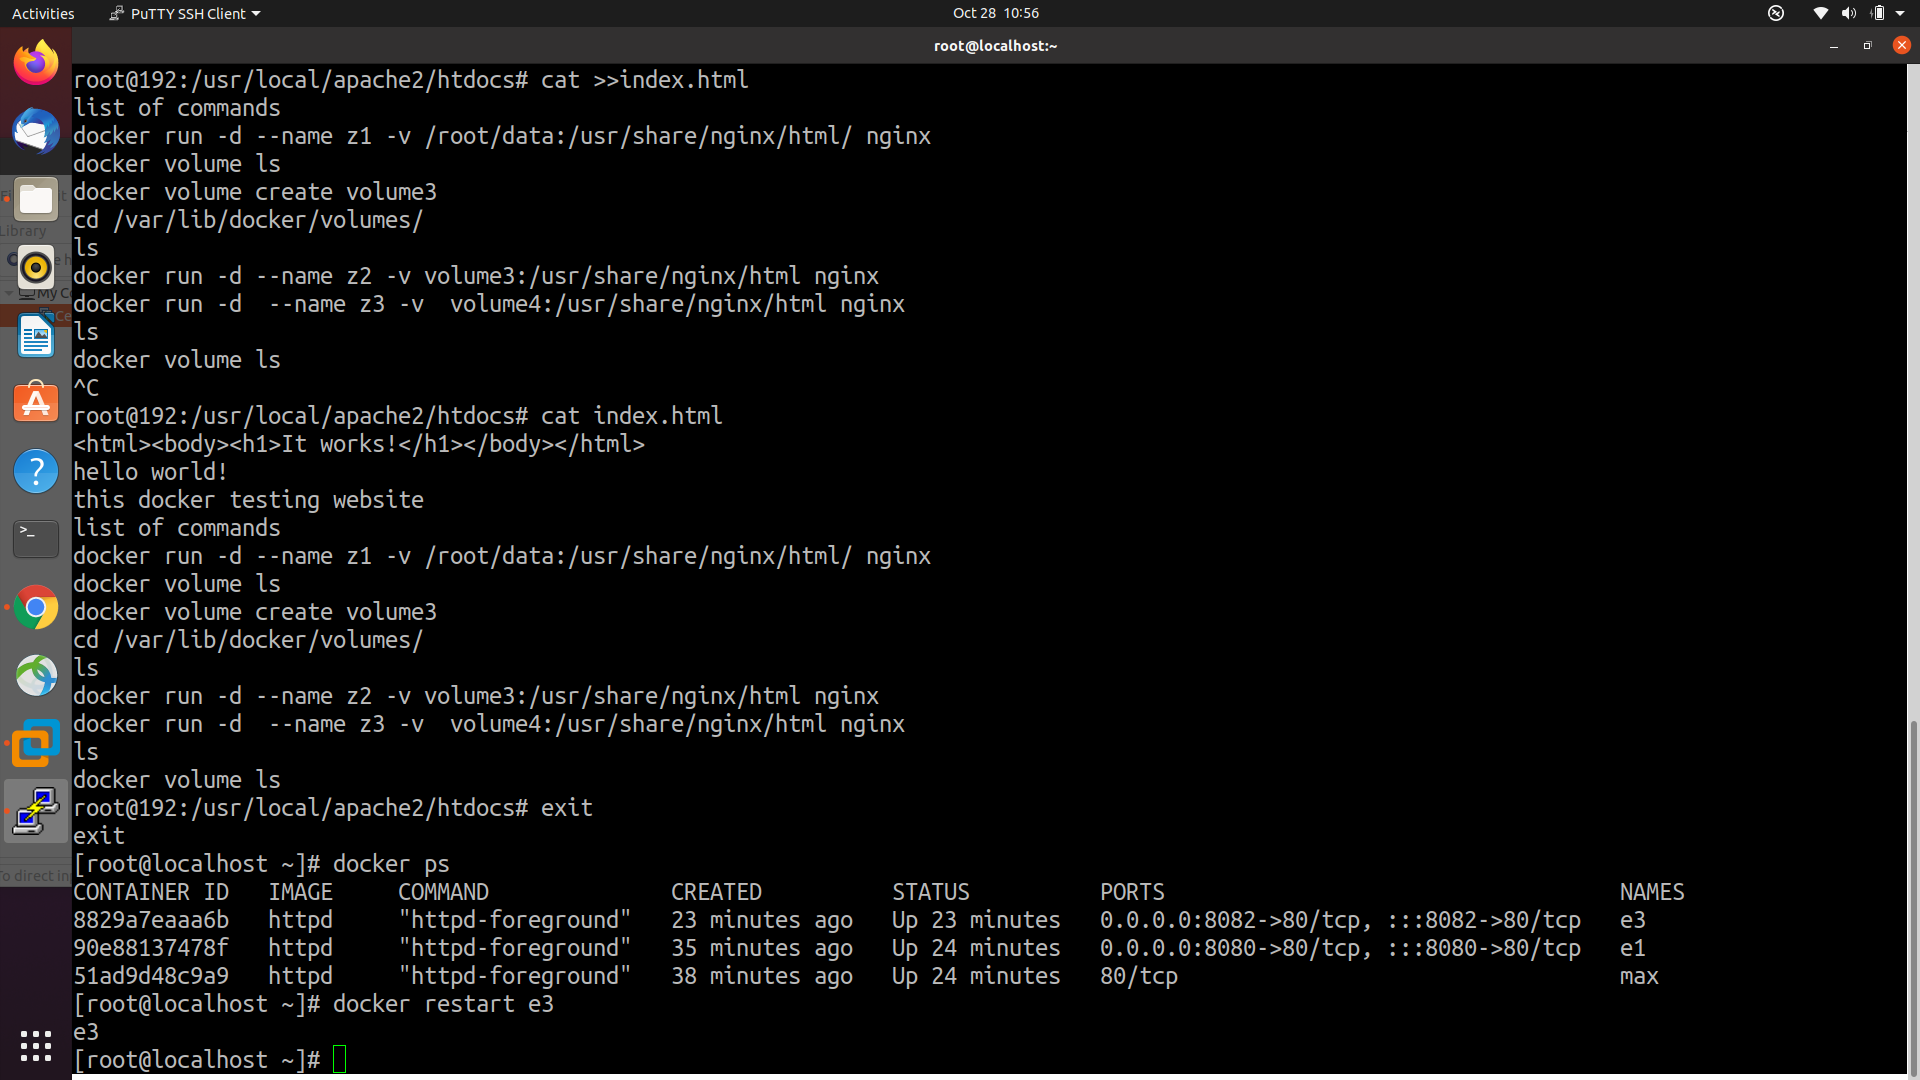 Activities PuTTY SSH Client Oct 28 10:56
root@localhost:~
root@192:/usr/local/apache2/htdocs# cat >>index.html
list of commands
docker run -d --name z1 -v /root/data:/usr/share/nginx/html/ nginx
docker volume ls
docker volume create volume3
cd /var/lib/docker/volumes/
ls
docker run -d --name z2 -v volume3:/usr/share/nginx/html nginx
docker run -d  --name z3 -v  volume4:/usr/share/nginx/html nginx
ls
docker volume ls
^C
root@192:/usr/local/apache2/htdocs# cat index.html
<html><body><h1>It works!</h1></body></html>
hello world!
this docker testing website
list of commands
docker run -d --name z1 -v /root/data:/usr/share/nginx/html/ nginx
docker volume ls
docker volume create volume3
cd /var/lib/docker/volumes/
ls
docker run -d --name z2 -v volume3:/usr/share/nginx/html nginx
docker run -d  --name z3 -v  volume4:/usr/share/nginx/html nginx
ls
docker volume ls
root@192:/usr/local/apache2/htdocs# exit
exit
[root@localhost ~]# docker ps
CONTAINER ID   IMAGE     COMMAND              CREATED          STATUS          PORTS                                   NAMES
8829a7eaaa6b   httpd     "httpd-foreground"   23 minutes ago   Up 23 minutes   0.0.0.0:8082->80/tcp, :::8082->80/tcp   e3
90e88137478f   httpd     "httpd-foreground"   35 minutes ago   Up 24 minutes   0.0.0.0:8080->80/tcp, :::8080->80/tcp   e1
51ad9d48c9a9   httpd     "httpd-foreground"   38 minutes ago   Up 24 minutes   80/tcp                                  max
[root@localhost ~]# docker restart e3
e3
[root@localhost ~]#
Library
My Co
To direct in